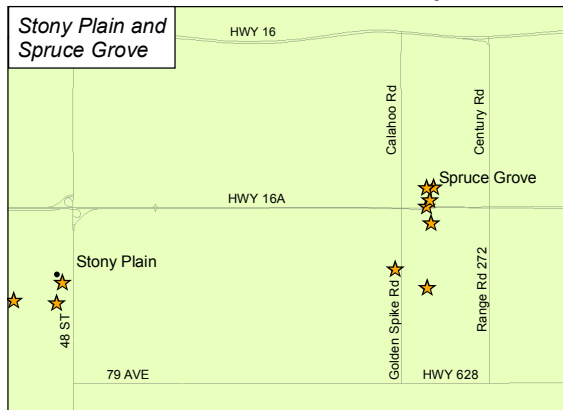 Stony Plain and
Spruce Grove
HWY 16
Calahoo Rd
Century Rd
Spruce Grove
HWY 16A
Stony Plain
48 ST
Golden Spike Rd
Range Rd 272
79 AVE
HWY 628